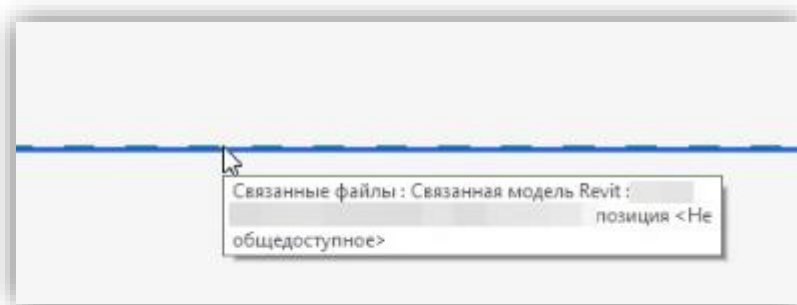 Связанные файлы : Связанная модель Revit :
позиция <Не
общедоступное>